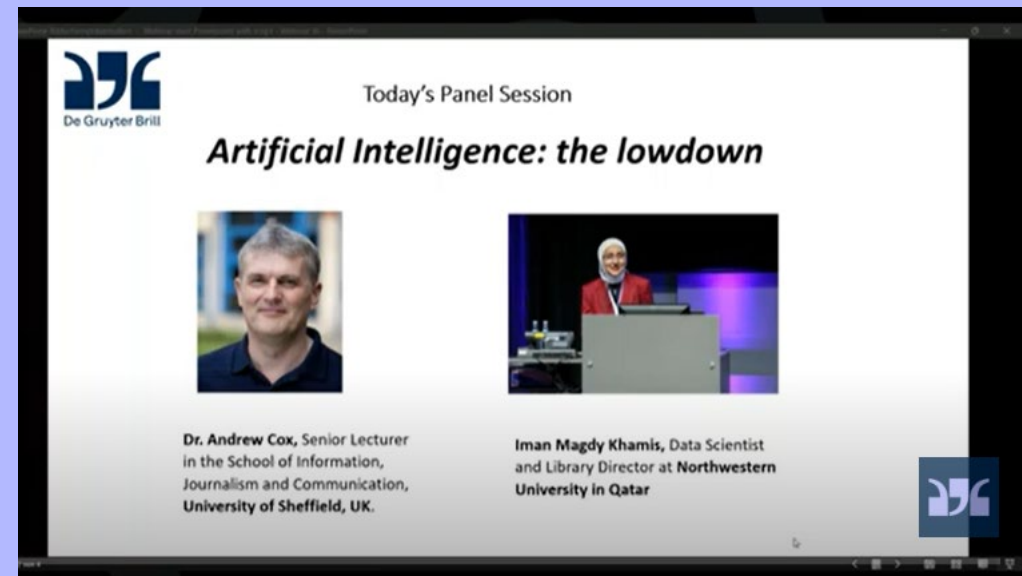 De Gruyter Brill
Today's Panel Session
Artificial Intelligence: the lowdown
Dr. Andrew Cox, Senior Lecturer
in the School of Information,
Journalism and Communication,
University of Sheffield, UK.
Iman Magdy Khamis, Data Scientist
and Library Director at Northwestern
University in Qatar